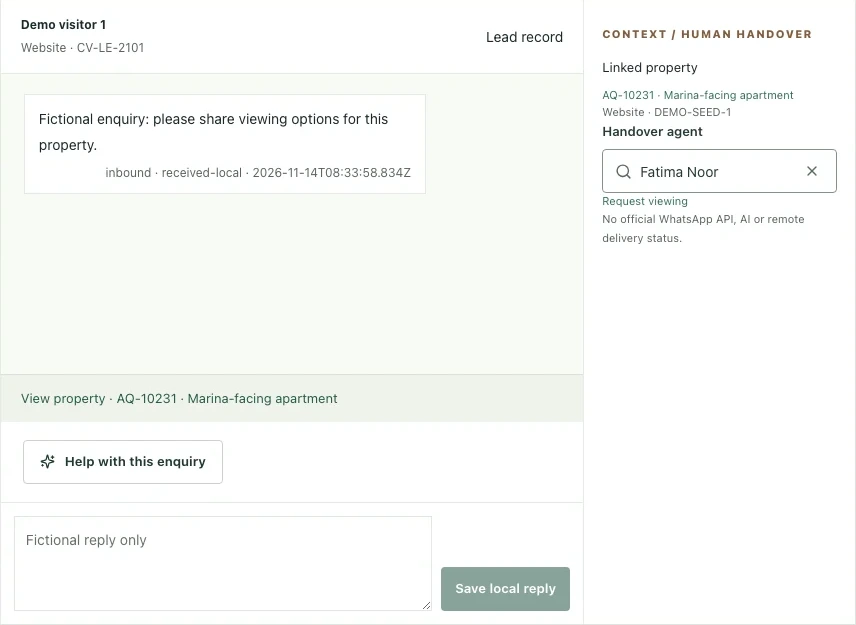 Demo visitor 1
Website · CV-LE-2101
Lead record
Fictional enquiry: please share viewing options for this
property.
inbound · received-local · 2026-11-14T08:33:58.834Z
View property · AQ-10231 · Marina-facing apartment
Help with this enquiry
Fictional reply only
Save local reply
CONTEXT / HUMAN HANDOVER
Linked property
AQ-10231 · Marina-facing apartment
Website · DEMO-SEED-1
Handover agent
Fatima Noor
Request viewing
No official WhatsApp API, AI or remote
delivery status.